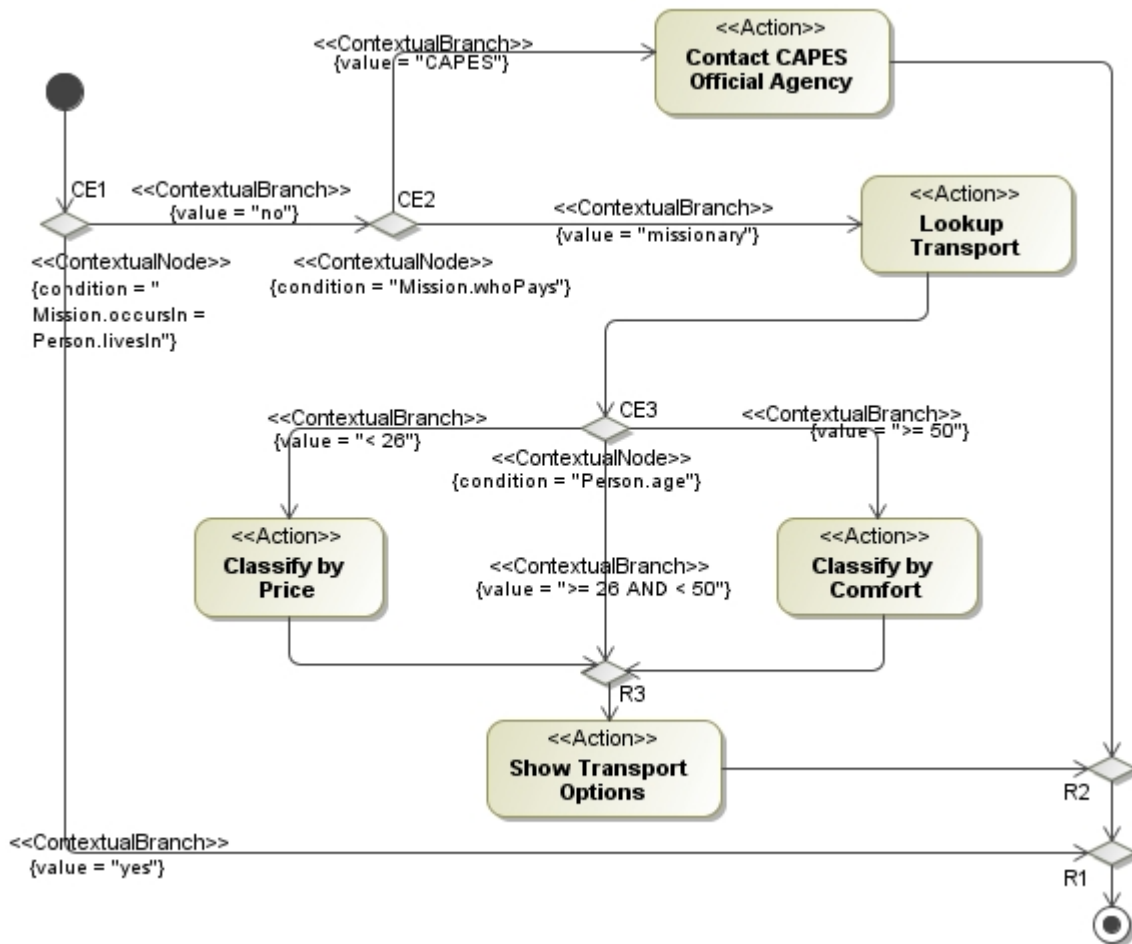 <<Action>>
Contact CAPES
Official Agency
<<ContextualBranch>>
{value = "CAPES"}
CE1
<<ContextualBranch>>
{value = "no"}
CE2
<<ContextualBranch>>
{value = "missionary"}
<<Action>>
Lookup
Transport
<<ContextualNode>>
{condition = "
Mission.occursIn =
Person.livesIn"}
<<ContextualNode>>
{condition = "Mission.whoPays"}
<<ContextualBranch>>
{value = "< 26"}
CE3
<<ContextualBranch>>
{value = ">= 50"}
<<ContextualNode>>
{condition = "Person.age"}
<<Action>>
Classify by
Price
<<ContextualBranch>>
{value = ">= 26 AND < 50"}
<<Action>>
Classify by
Comfort
R3
<<Action>>
Show Transport
Options
R2
<<ContextualBranch>>
{value = "yes"}
R1